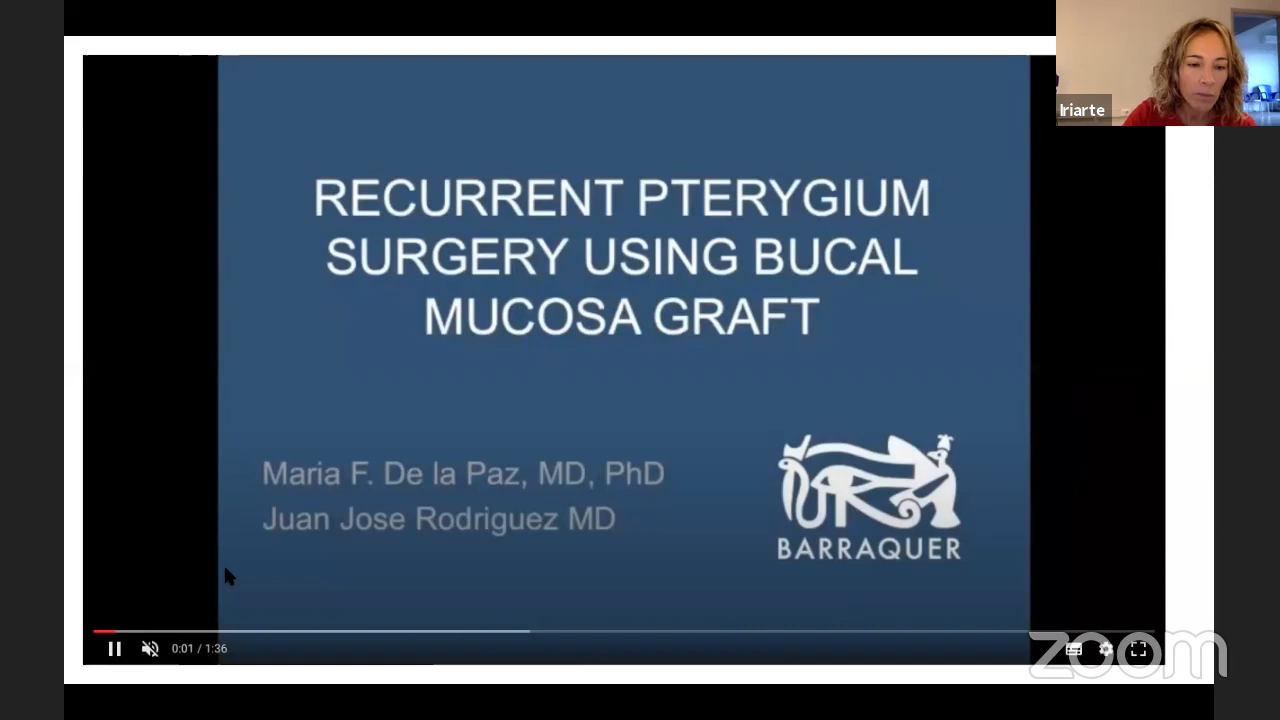 Iriarte
RECURRENT PTERYGIUM
SURGERY USING BUCAL
MUCOSA GRAFT
Maria F. De la Paz, MD, PhD
Juan Jose Rodriguez MD
BARRAQUER
0:01 / 1:36
zoom